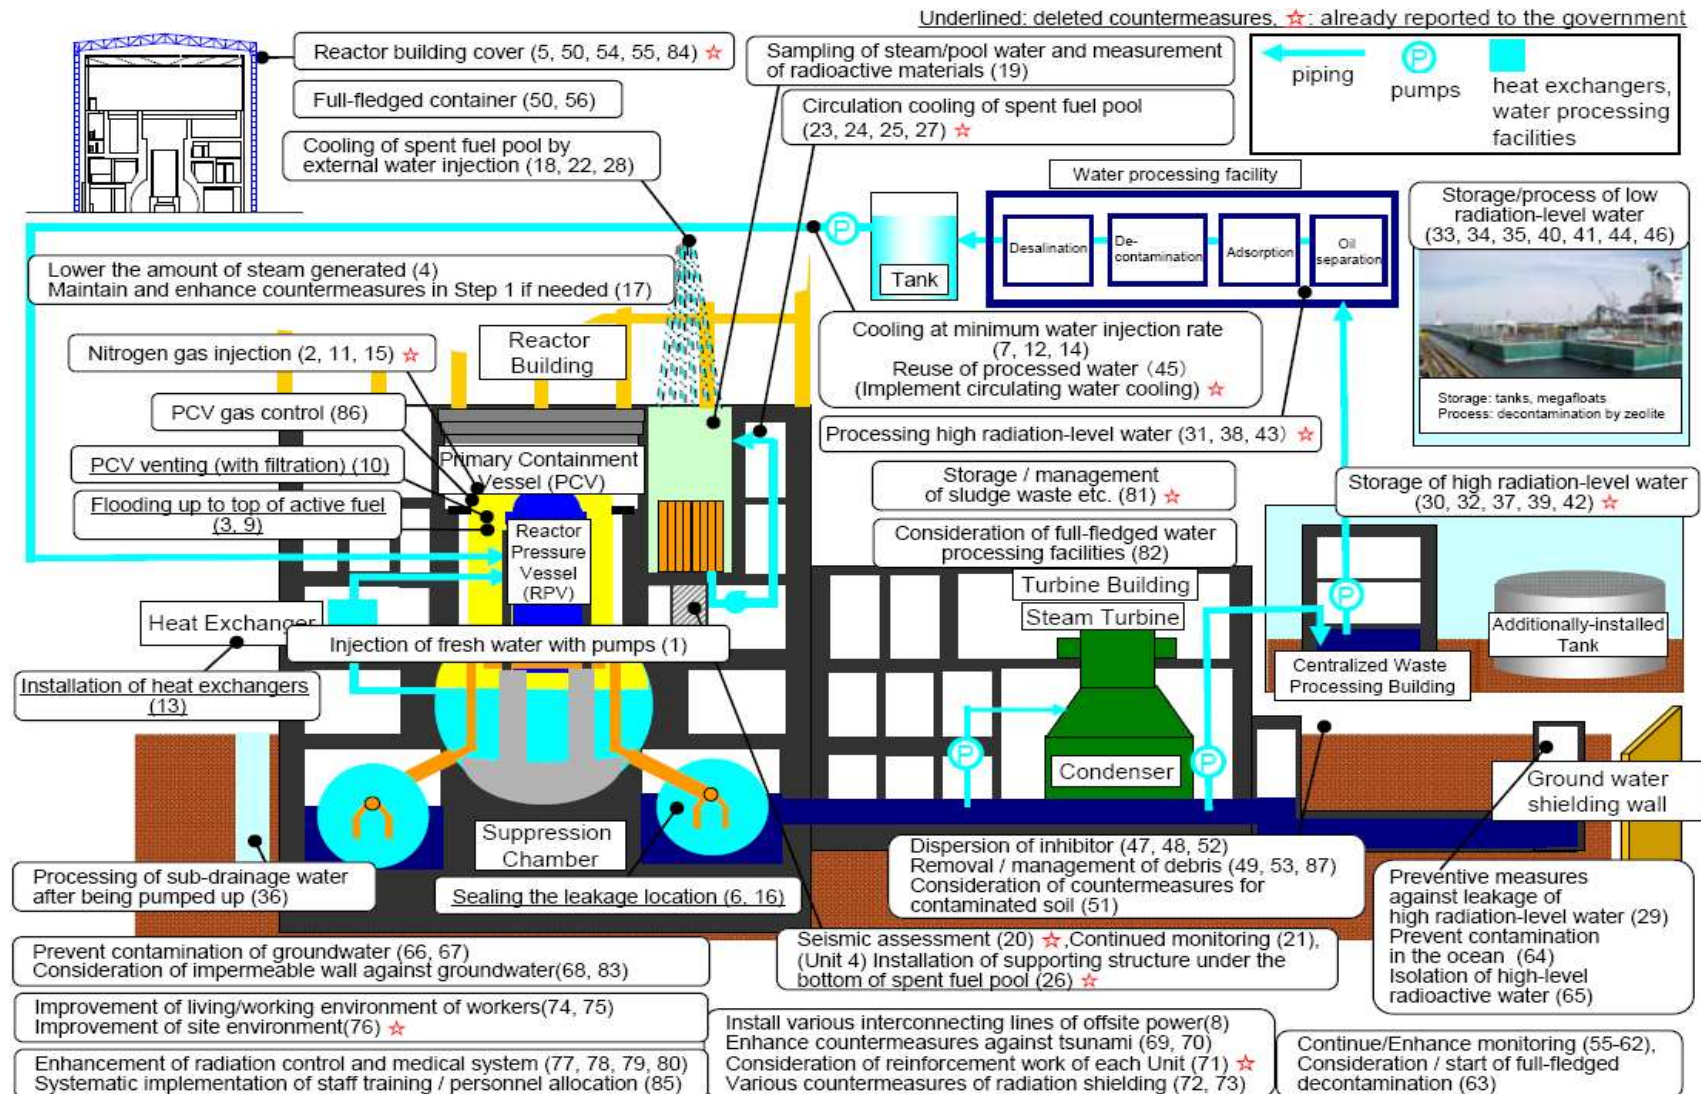 Underlined: deleted countermeasures, ☆: already reported to the government
Reactor building cover (5, 50, 54, 55, 84) ☆
Full-fledged container (50, 56)
Cooling of spent fuel pool by
external water injection (18, 22, 28)
Sampling of steam/pool water and measurement
of radioactive materials (19)
Circulation cooling of spent fuel pool
(23, 24, 25, 27) ☆
piping
P
pumps
heat exchangers,
water processing
facilities
Water processing facility
Desalination
De-
contamination
Adsorption
Oil
separation
P
Tank
Storage/process of low
radiation-level water
(33, 34, 35, 40, 41, 44, 46)
Storage: tanks, megafloats
Process: decontamination by zeolite
Lower the amount of steam generated (4)
Maintain and enhance countermeasures in Step 1 if needed (17)
Reactor
Building
Nitrogen gas injection (2, 11, 15) ☆
PCV gas control (86)
PCV venting (with filtration) (10)
Flooding up to top of active fuel
(3, 9)
Primary Containment
Vessel (PCV)
Reactor
Pressure
Vessel
(RPV)
Cooling at minimum water injection rate
(7, 12, 14)
Reuse of processed water (45)
(Implement circulating water cooling) ☆
Processing high radiation-level water (31, 38, 43) ☆
Storage / management
of sludge waste etc. (81) ☆
Consideration of full-fledged water
processing facilities (82)
Storage of high radiation-level water
(30, 32, 37, 39, 42) ☆
Turbine Building
Steam Turbine
P
Additionally-installed
Tank
Centralized Waste
Processing Building
Heat Exchanger
Injection of fresh water with pumps (1)
Installation of heat exchangers
(13)
P
P
Condenser
Ground water
shielding wall
Suppression
Chamber
Processing of sub-drainage water
after being pumped up (36)
Sealing the leakage location (6, 16)
Dispersion of inhibitor (47, 48, 52)
Removal / management of debris (49, 53, 87)
Consideration of countermeasures for
contaminated soil (51)
Preventive measures
against leakage of
high radiation-level water (29)
Prevent contamination
in the ocean (64)
Isolation of high-level
radioactive water (65)
Seismic assessment (20) ☆,Continued monitoring (21),
(Unit 4) Installation of supporting structure under the
bottom of spent fuel pool (26) ☆
Prevent contamination of groundwater (66, 67)
Consideration of impermeable wall against groundwater(68, 83)
Improvement of living/working environment of workers(74, 75)
Improvement of site environment(76) ☆
Enhancement of radiation control and medical system (77, 78, 79, 80)
Systematic implementation of staff training / personnel allocation (85)
Install various interconnecting lines of offsite power(8)
Enhance countermeasures against tsunami (69, 70)
Consideration of reinforcement work of each Unit (71) ☆
Various countermeasures of radiation shielding (72, 73)
Continue/Enhance monitoring (55-62),
Consideration / start of full-fledged
decontamination (63)